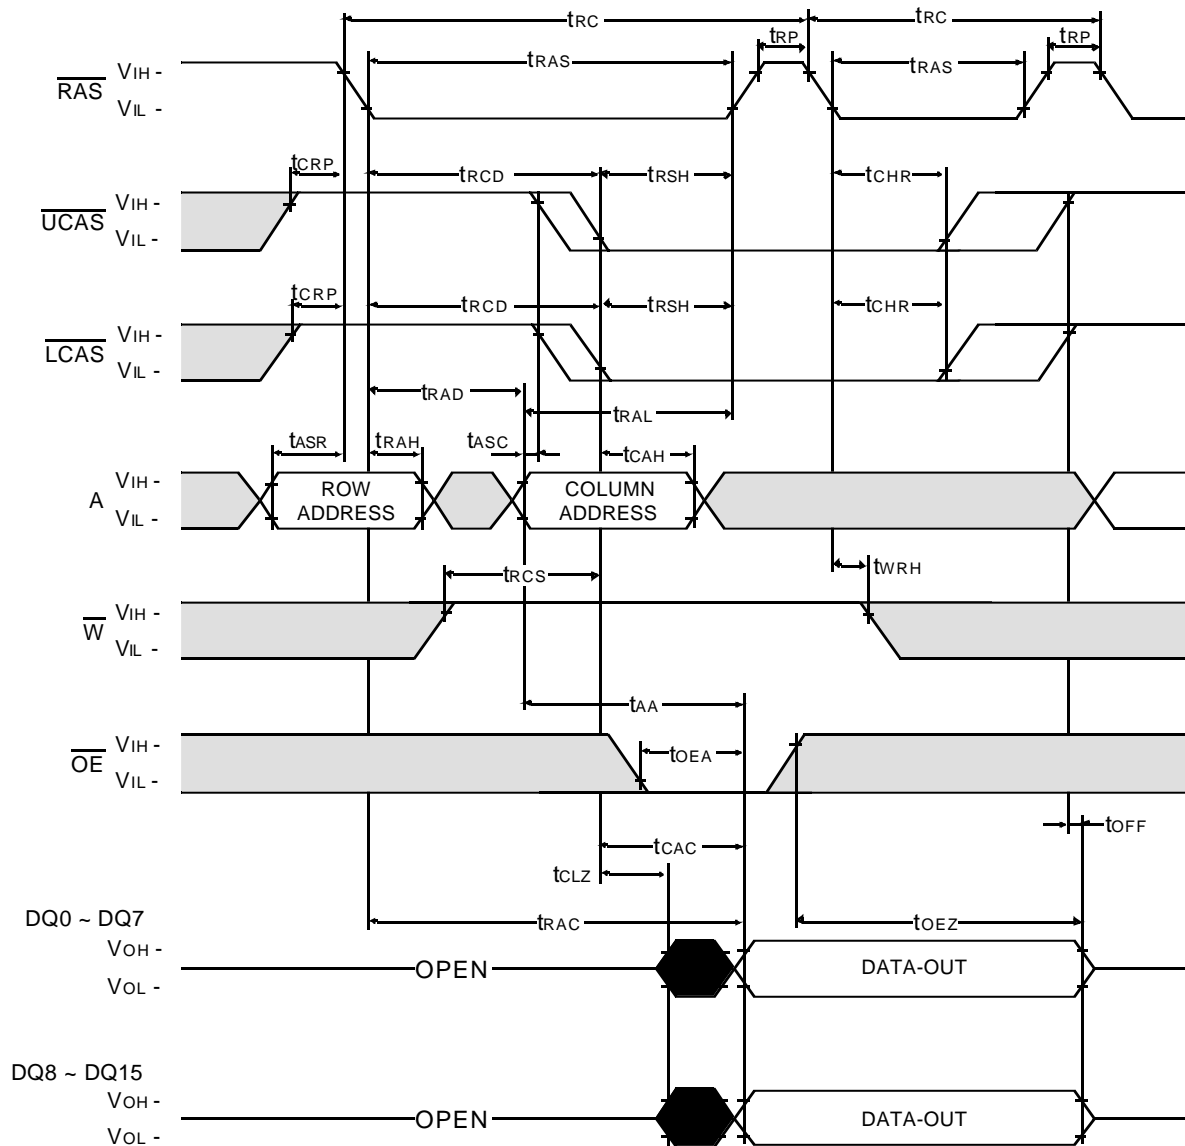 tRC tRC
tRP tRP
tRAS tRAS
RAS VIH -
VIL -
tCRP tRCD tRSH tCHR
UCAS VIH -
VIL -
tCRP tRCD tRSH tCHR
LCAS VIH -
VIL -
tRAD tRAL
tASR tRAH tASC tCAH
A VIH -
VIL -
ROW
ADDRESS
COLUMN
ADDRESS
tRCS tWRH
W VIH -
VIL -
tAA
OE VIH -
VIL -
tOEA
tOFF
tCAC
tCLZ
DQ0 ~ DQ7
tRAC tOEZ
VOH -
VOL -
OPEN DATA-OUT
DQ8 ~ DQ15
VOH -
VOL -
OPEN DATA-OUT